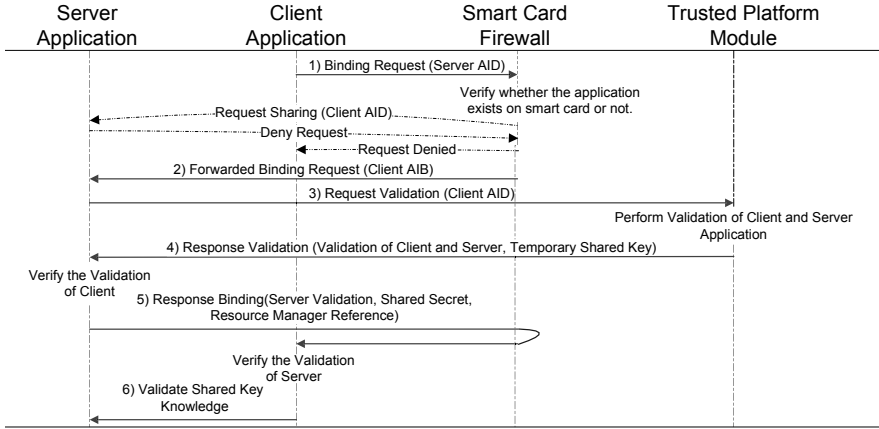 Server
Application
Client
Application
Smart Card
Firewall
Trusted Platform
Module
1) Binding Request (Server AID)
Verify whether the application
exists on smart card or not.
Request Sharing (Client AID)
Deny Request
Request Denied
2) Forwarded Binding Request (Client AIB)
3) Request Validation (Client AID)
Perform Validation of Client and Server
Application
4) Response Validation (Validation of Client and Server, Temporary Shared Key)
Verify the Validation
of Client
5) Response Binding(Server Validation, Shared Secret,
Resource Manager Reference)
Verify the Validation
of Server
6) Validate Shared Key
Knowledge